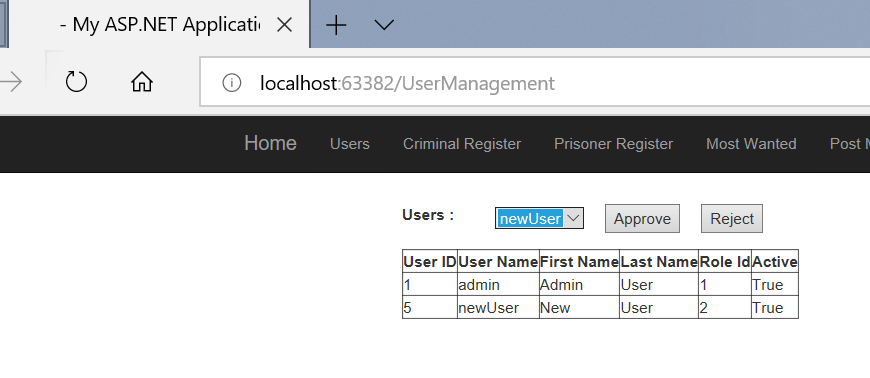 - My ASP.NET Applicati
localhost:63382/UserManagement
Home Users Criminal Register Prisoner Register Most Wanted Post
Users : newUser Approve Reject
User ID User Name First Name Last Name Role Id Active
1 admin Admin User 1 True
5 newUser New User 2 True